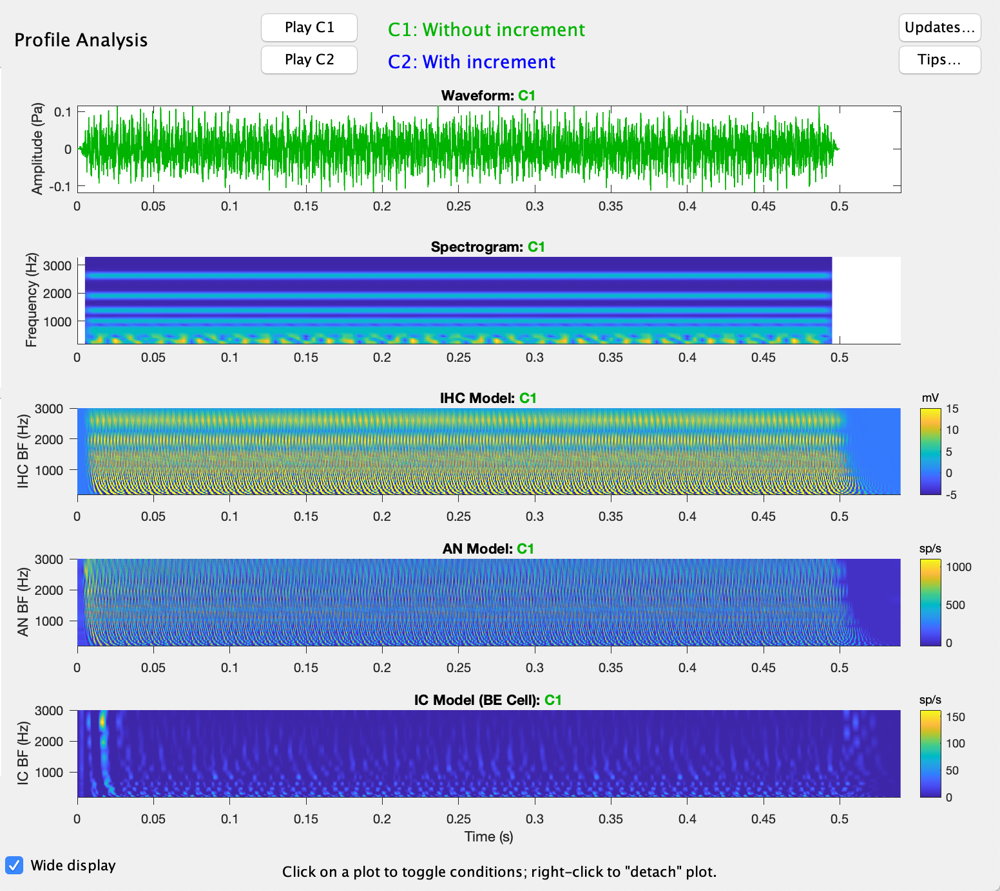 Profile Analysis
Play C1
Play C2
C1: Without increment
C2: With increment
Updates...
Tips...
Waveform: C1
Amplitude (Pa)
0.1
0
-0.1
0 0.05 0.1 0.15 0.2 0.25 0.3 0.35 0.4 0.45 0.5
Spectrogram: C1
Frequency (Hz)
3000
2000
1000
0 0.05 0.1 0.15 0.2 0.25 0.3 0.35 0.4 0.45 0.5
IHC Model: C1
IHC BF (Hz)
3000
2000
1000
0 0.05 0.1 0.15 0.2 0.25 0.3 0.35 0.4 0.45 0.5
mV
15
10
5
0
-5
AN Model: C1
AN BF (Hz)
3000
2000
1000
0 0.05 0.1 0.15 0.2 0.25 0.3 0.35 0.4 0.45 0.5
sp/s
1000
500
0
IC Model (BE Cell): C1
IC BF (Hz)
3000
2000
1000
0 0.05 0.1 0.15 0.2 0.25 0.3 0.35 0.4 0.45 0.5
Time (s)
sp/s
150
100
50
0
Wide display
Click on a plot to toggle conditions; right-click to "detach" plot.